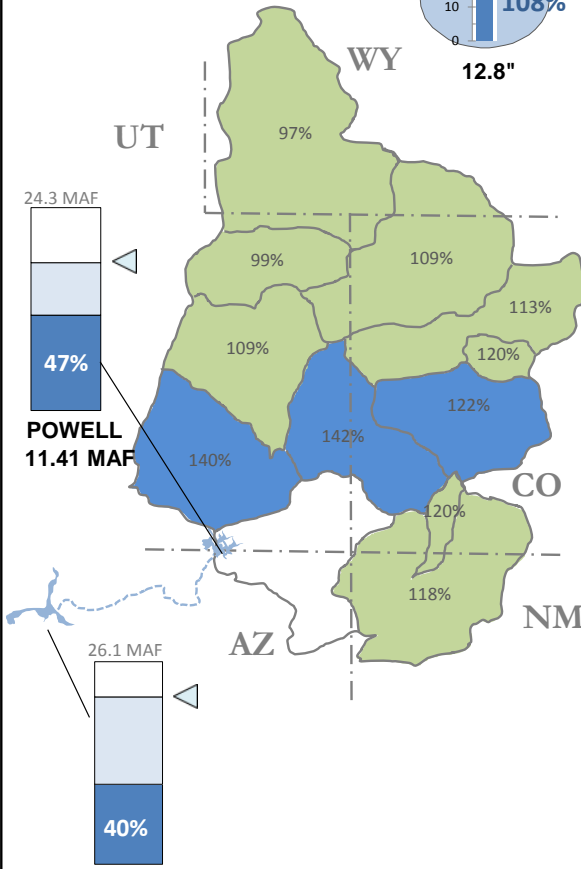 10
108%
0
12.8"
WY
UT
97%
24.3 MAF
99%
109%
113%
109%
120%
47%
122%
POWELL
11.41 MAF
142%
140%
CO
120%
118%
NM
AZ
26.1 MAF
40%